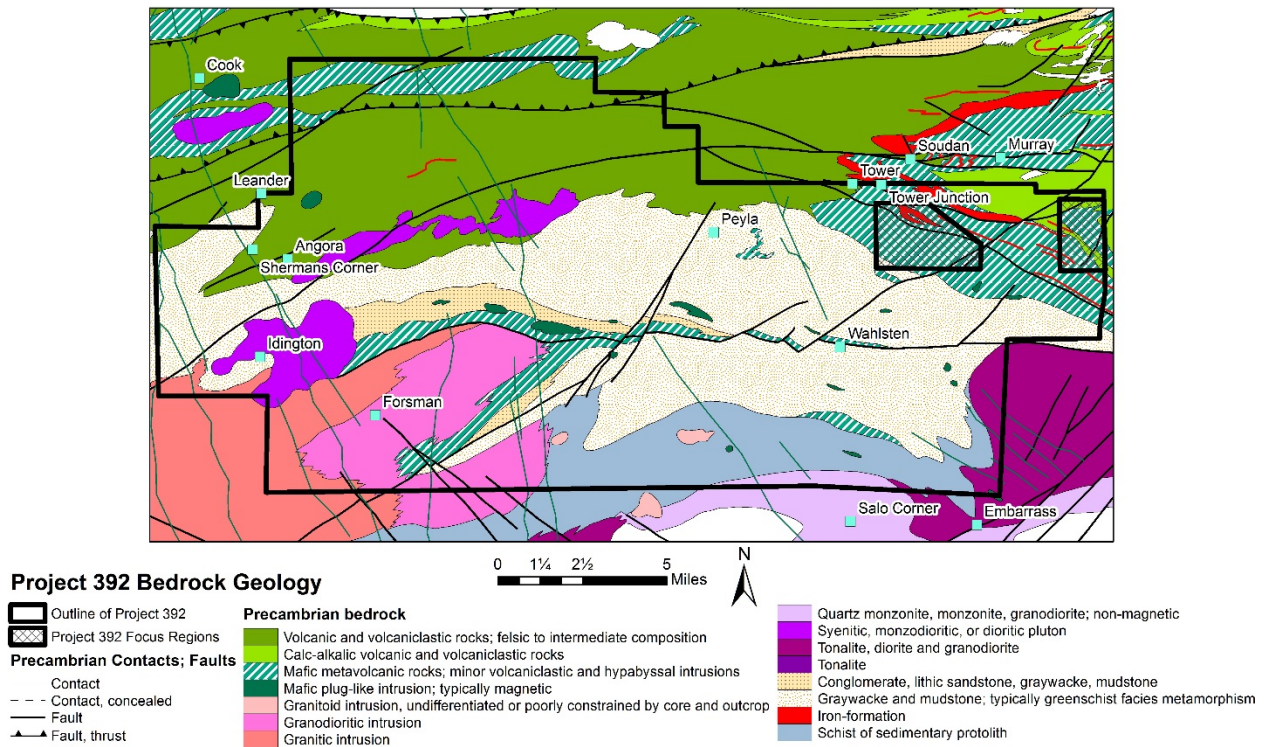 Cook
Soudan
Murray
Leander
Tower
Tower Junction
Peyla
Angora
Shermans Corner
Wahlsten
Idington
Forsman
Salo Corner
Embarrass
0 1¼ 2½ 5
Miles
N
Project 392 Bedrock Geology
Outline of Project 392
Project 392 Focus Regions
Precambrian Contacts; Faults
Contact
Contact, concealed
Fault
Fault, thrust
Precambrian bedrock
Volcanic and volcaniclastic rocks; felsic to intermediate composition
Calc-alkalic volcanic and volcaniclastic rocks
Mafic metavolcanic rocks; minor volcaniclastic and hypabyssal intrusions
Mafic plug-like intrusion; typically magnetic
Granitoid intrusion, undifferentiated or poorly constrained by core and outcrop
Granodioritic intrusion
Granitic intrusion
Quartz monzonite, monzonite, granodiorite; non-magnetic
Syenitic, monzodioritic, or dioritic pluton
Tonalite, diorite and granodiorite
Tonalite
Conglomerate, lithic sandstone, graywacke, mudstone
Graywacke and mudstone; typically greenschist facies metamorphism
Iron-formation
Schist of sedimentary protolith